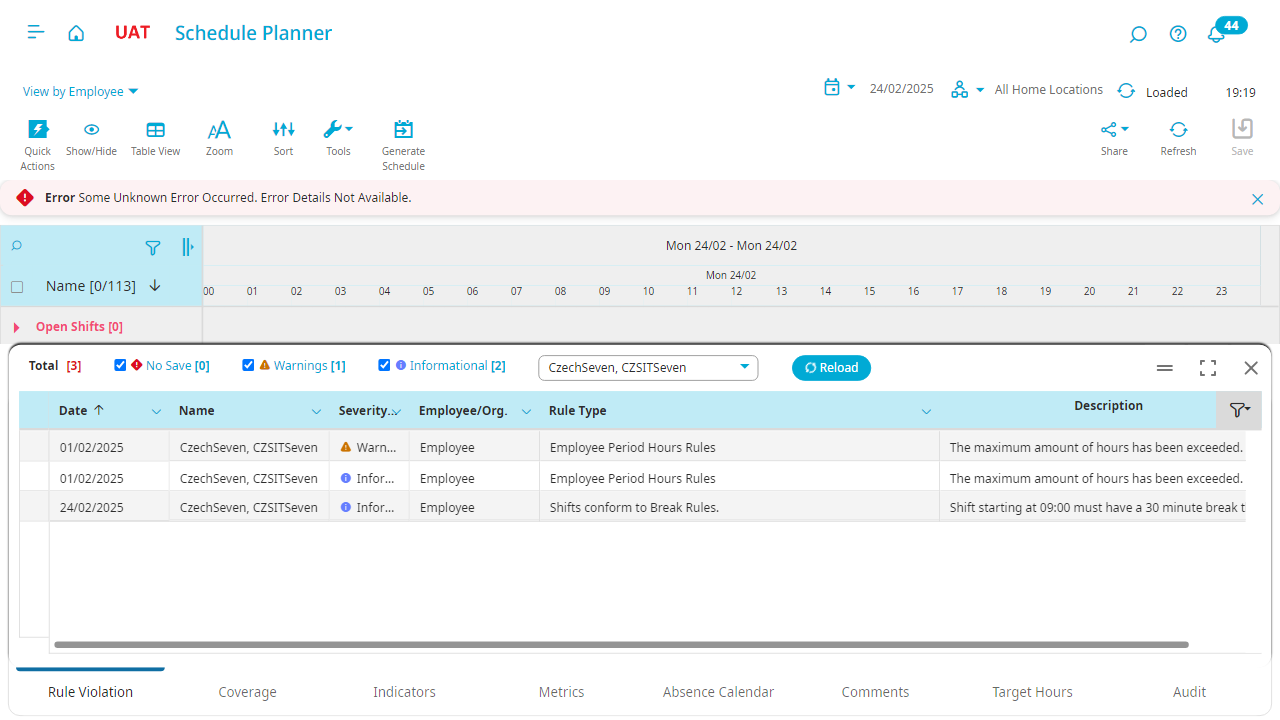 UAT Schedule Planner 44
View by Employee 24/02/2025 All Home Locations Loaded 19:19
Quick Actions Show/Hide Table View Zoom Sort Tools Generate Schedule Share Refresh Save
Error Some Unknown Error Occurred. Error Details Not Available.
Mon 24/02 - Mon 24/02
Mon 24/02
Name [0/113] 00 01 02 03 04 05 06 07 08 09 10 11 12 13 14 15 16 17 18 19 20 21 22 23
Open Shifts [0]
Total [3] No Save [0] Warnings [1] Informational [2] CzechSeven, CZSITSeven Reload
Date Name Severity... Employee/Org. Rule Type Description
01/02/2025 CzechSeven, CZSITSeven Warn... Employee Employee Period Hours Rules The maximum amount of hours has been exceeded.
01/02/2025 CzechSeven, CZSITSeven Infor... Employee Employee Period Hours Rules The maximum amount of hours has been exceeded.
24/02/2025 CzechSeven, CZSITSeven Infor... Employee Shifts conform to Break Rules. Shift starting at 09:00 must have a 30 minute break t
Rule Violation Coverage Indicators Metrics Absence Calendar Comments Target Hours Audit